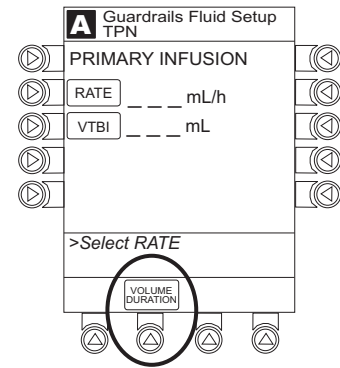 A Guardrails Fluid Setup
TPN
PRIMARY INFUSION
RATE _ _ _ mL/h
VTBI _ _ _ mL
>Select RATE
VOLUME
DURATION